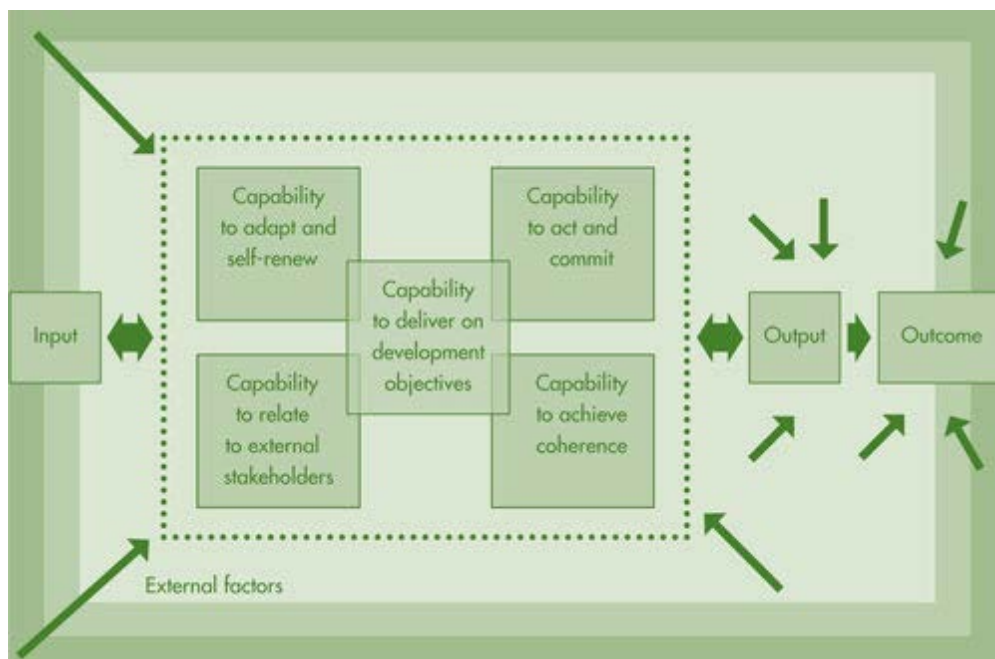 Capability
to adapt and
self-renew
Capability
to act and
commit
Capability
to deliver on
development
objectives
Input
Output
Outcome
Capability
to relate
to external
stakeholders
Capability
to achieve
coherence
External factors